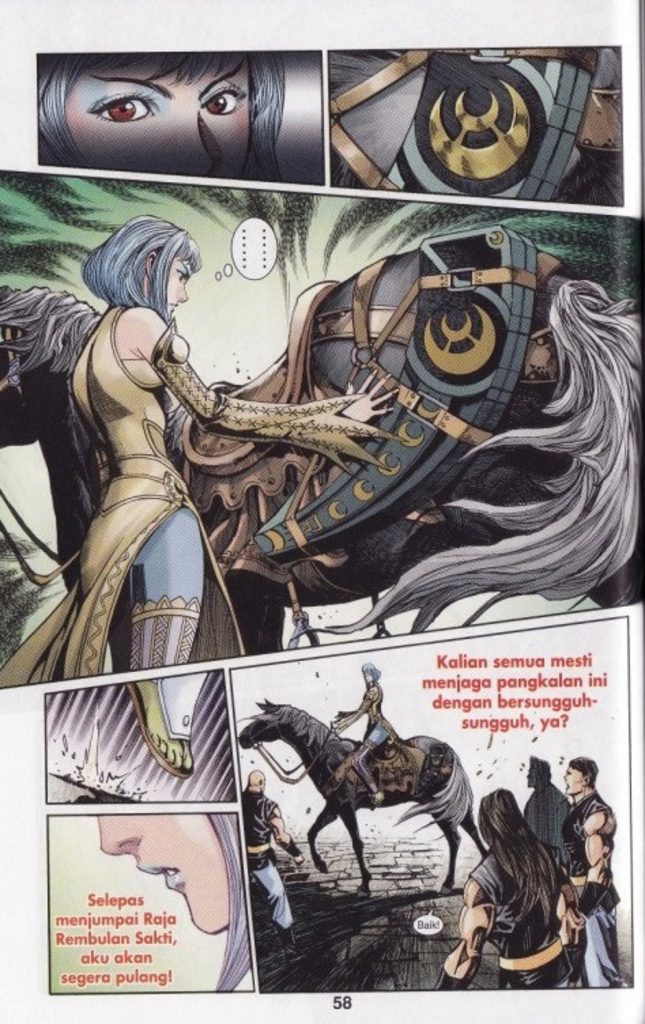 ......
Selepas
menjumpai Raja
Rembulan Sakti,
aku akan
segera pulang!
Kalian semua mesti
menjaga pangkalan ini
dengan bersungguh-
sungguh, ya?
Baik!
58